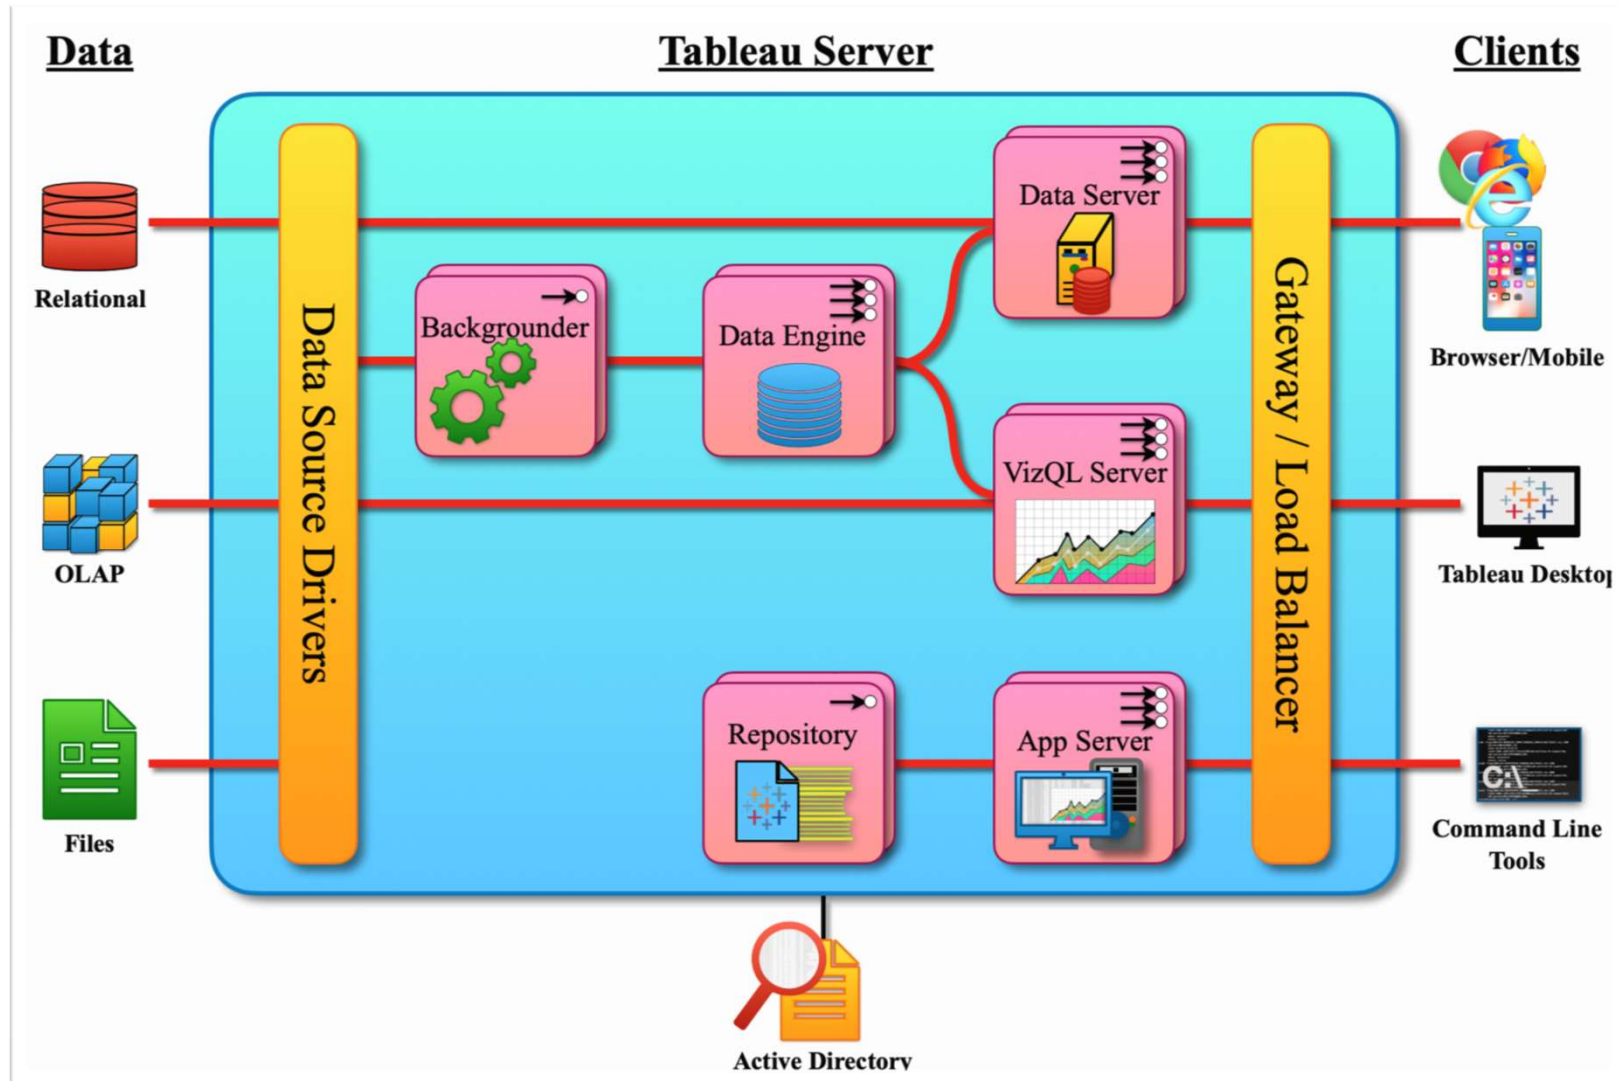 Data
Tableau Server
Clients
Relational
OLAP
Files
Data Source Drivers
Backgrounder
Data Engine
Data Server
VizQL Server
Repository
App Server
Gateway / Load Balancer
Browser/Mobile
Tableau Desktop
C:\
Command Line
Tools
Active Directory